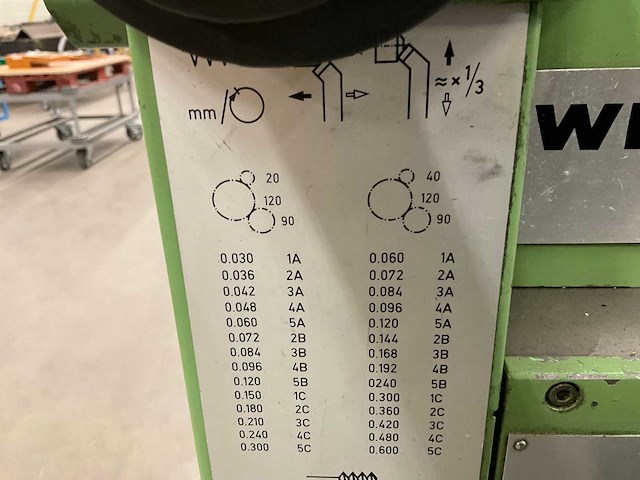 mm/
≈ × 1/3
20
120
90
40
120
90
0.030 1A
0.036 2A
0.042 3A
0.048 4A
0.060 5A
0.072 2B
0.084 3B
0.096 4B
0.120 5B
0.150 1C
0.180 2C
0.210 3C
0.240 4C
0.300 5C
0.060 1A
0.072 2A
0.084 3A
0.096 4A
0.120 5A
0.144 2B
0.168 3B
0.192 4B
0240 5B
0.300 1C
0.360 2C
0.420 3C
0.480 4C
0.600 5C